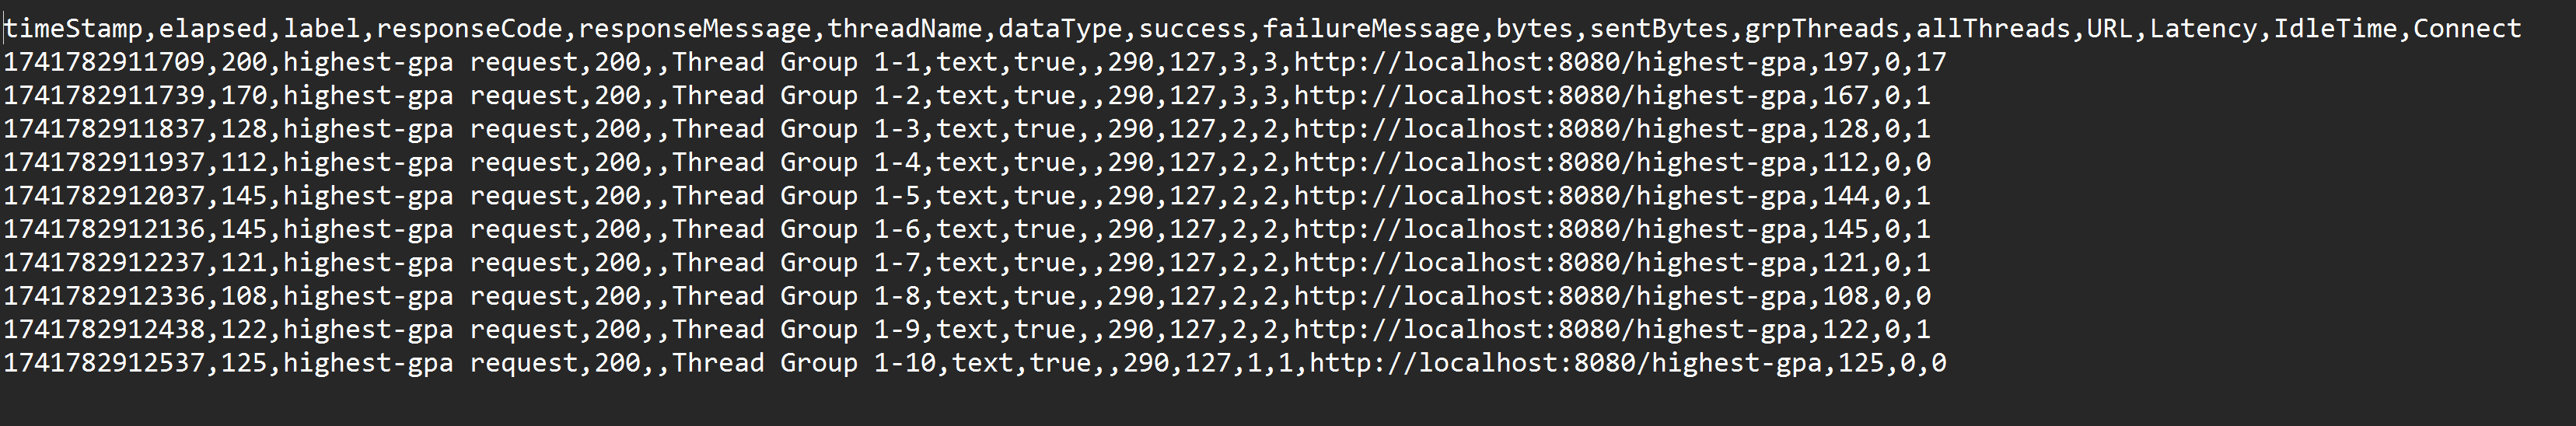 timeStamp,elapsed,label,responseCode,responseMessage,threadName,dataType,success,failureMessage,bytes,sentBytes,grpThreads,allThreads,URL,Latency,IdleTime,Connect
1741782911709,200,highest-gpa request,200,,Thread Group 1-1,text,true,,290,127,3,3,http://localhost:8080/highest-gpa,197,0,17
1741782911739,170,highest-gpa request,200,,Thread Group 1-2,text,true,,290,127,3,3,http://localhost:8080/highest-gpa,167,0,1
1741782911837,128,highest-gpa request,200,,Thread Group 1-3,text,true,,290,127,2,2,http://localhost:8080/highest-gpa,128,0,1
1741782911937,112,highest-gpa request,200,,Thread Group 1-4,text,true,,290,127,2,2,http://localhost:8080/highest-gpa,112,0,0
1741782912037,145,highest-gpa request,200,,Thread Group 1-5,text,true,,290,127,2,2,http://localhost:8080/highest-gpa,144,0,1
1741782912136,145,highest-gpa request,200,,Thread Group 1-6,text,true,,290,127,2,2,http://localhost:8080/highest-gpa,145,0,1
1741782912237,121,highest-gpa request,200,,Thread Group 1-7,text,true,,290,127,2,2,http://localhost:8080/highest-gpa,121,0,1
1741782912336,108,highest-gpa request,200,,Thread Group 1-8,text,true,,290,127,2,2,http://localhost:8080/highest-gpa,108,0,0
1741782912438,122,highest-gpa request,200,,Thread Group 1-9,text,true,,290,127,2,2,http://localhost:8080/highest-gpa,122,0,1
1741782912537,125,highest-gpa request,200,,Thread Group 1-10,text,true,,290,127,1,1,http://localhost:8080/highest-gpa,125,0,0